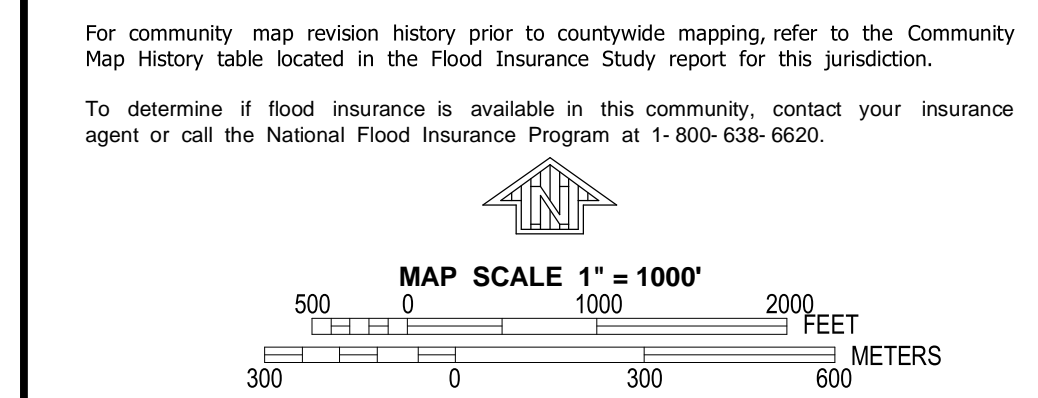 For community map revision history prior to countywide mapping, refer to the Community
Map History table located in the Flood Insurance Study report for this jurisdiction.
To determine if flood insurance is available in this community, contact your insurance
agent or call the National Flood Insurance Program at 1- 800- 638- 6620.
N
MAP SCALE 1" = 1000'
500 0 1000 2000
FEET
METERS
300 0 300 600